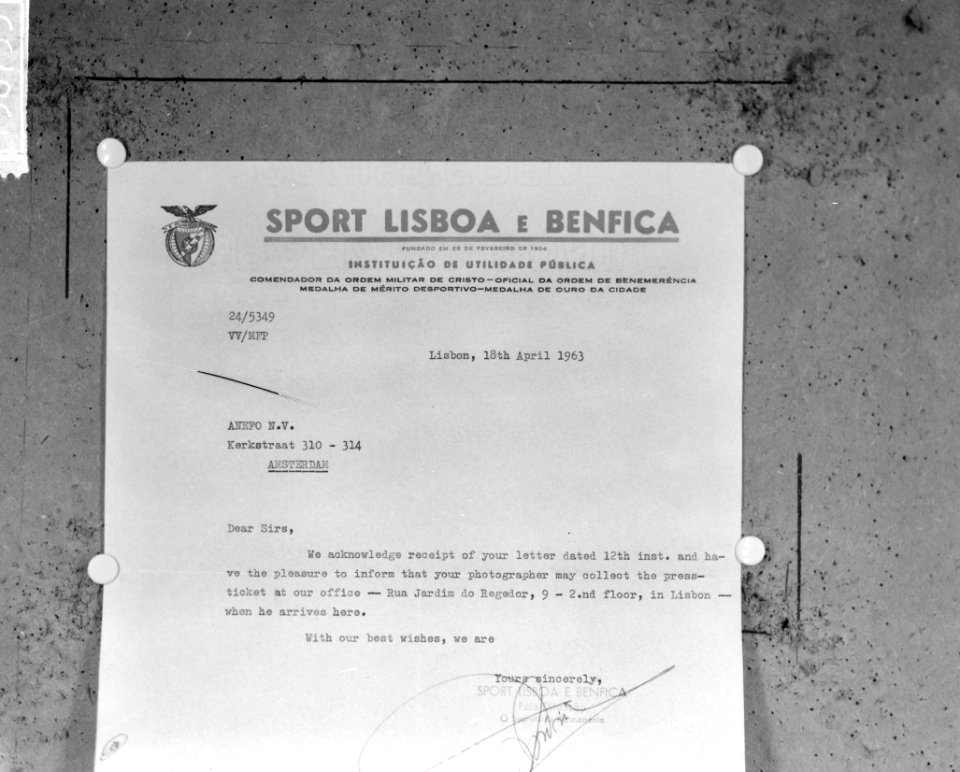 SPORT LISBOA E BENFICA
FUNDADO EM 28 DE FEVEREIRO DE 1904
INSTITUIÇÃO DE UTILIDADE PÚBLICA
COMENDADOR DA ORDEM MILITAR DE CRISTO—OFICIAL DA ORDEM DE BENEMERÊNCIA
MEDALHA DE MÉRITO DESPORTIVO—MEDALHA DE OURO DA CIDADE
24/5349
VV/MFP
Lisbon, 18th April 1963
ANEFO N.V.
Kerkstraat 310 - 314
AMSTERDAM
Dear Sirs,
We acknowledge receipt of your letter dated 12th inst. and ha-
ve the pleasure to inform that your photographer may collect the press-
ticket at our office — Rua Jardim do Regedor, 9 - 2.nd floor, in Lisbon —
when he arrives here.
With our best wishes, we are
Yours sincerely,
SPORT LISBOA E BENFICA
O Secretário Permanente